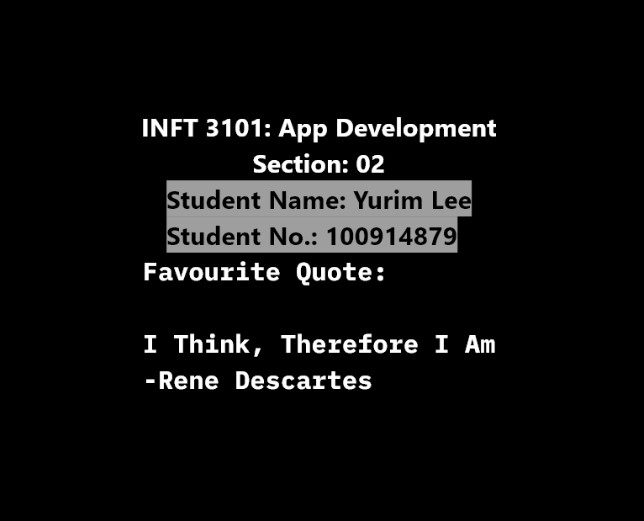 INFT 3101: App Development
Section: 02
Student Name: Yurim Lee
Student No.: 100914879
Favourite Quote:
I Think, Therefore I Am
-Rene Descartes